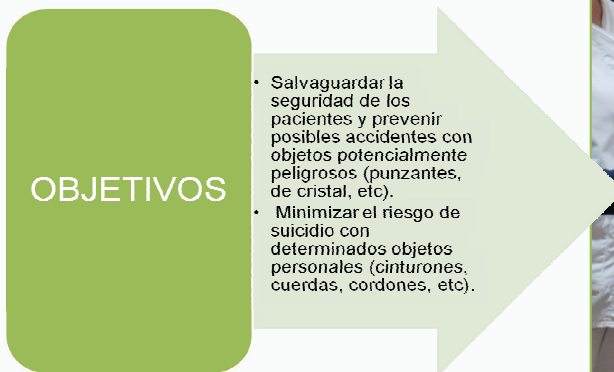 OBJETIVOS
• Salvaguardar la
seguridad de los
pacientes y prevenir
posibles accidentes con
objetos potencialmente
peligrosos (punzantes,
de cristal, etc).
• Minimizar el riesgo de
suicidio con
determinados objetos
personales (cinturones,
cuerdas, cordones, etc).